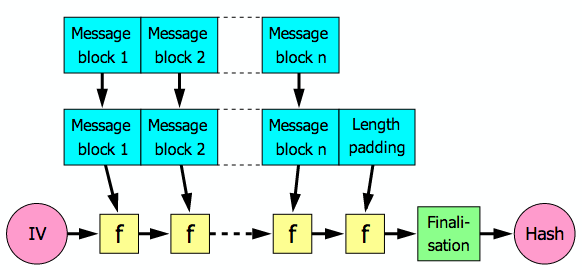 Message
block 1
Message
block 2
Message
block n
Message
block 1
Message
block 2
Message
block n
Length
padding
IV
f
f
f
f
Finali-
sation
Hash